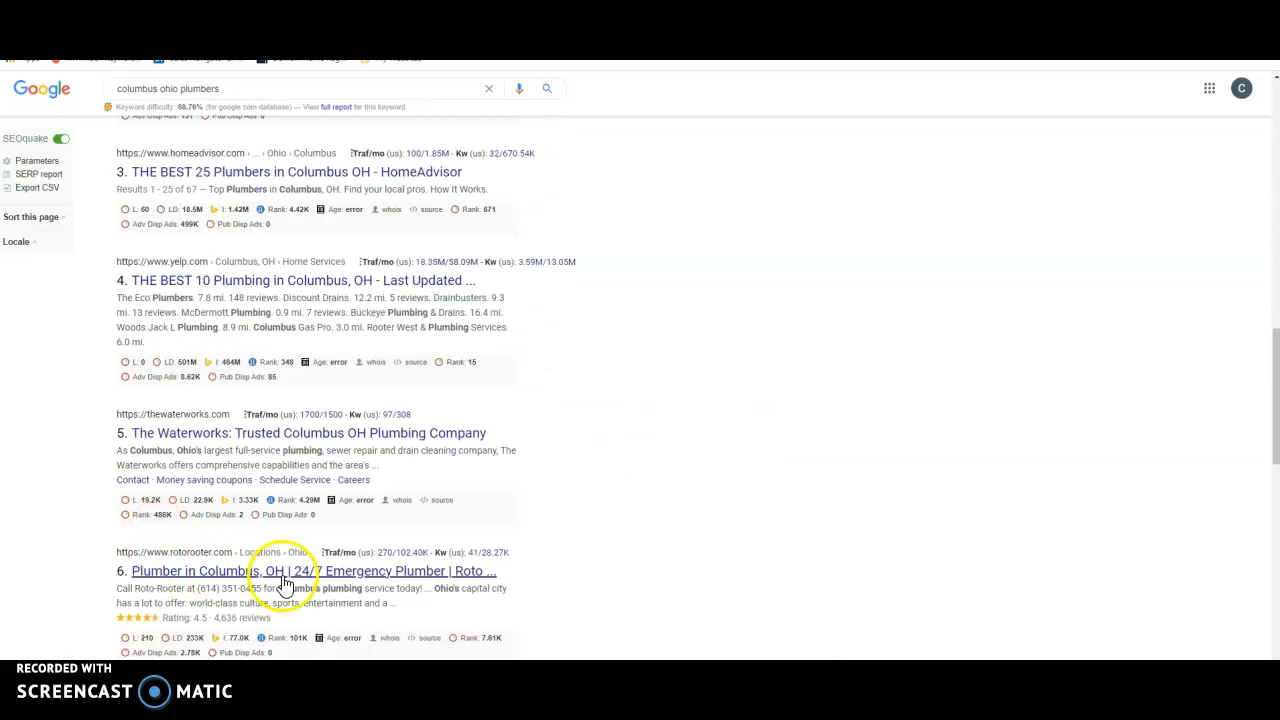 Google
columbus ohio plumbers
C
Keyword difficulty: 68.76% (for google.com database) — View full report for this keyword
Adv Disp Ads: 151 Pub Disp Ads: 0
SEOquake
Parameters
SERP report
Export CSV
Sort this page
Locale
https://www.homeadvisor.com › ... › Ohio › Columbus Traf/mo (us): 100/1.85M - Kw (us): 32/670.54K
3. THE BEST 25 Plumbers in Columbus OH - HomeAdvisor
Results 1 - 25 of 67 — Top Plumbers in Columbus, OH. Find your local pros. How It Works.
L: 60 LD: 18.5M I: 1.42M Rank: 4.42K Age: error whois </> source Rank: 671
Adv Disp Ads: 499K Pub Disp Ads: 0
https://www.yelp.com › Columbus, OH › Home Services Traf/mo (us): 18.35M/58.09M - Kw (us): 3.59M/13.05M
4. THE BEST 10 Plumbing in Columbus, OH - Last Updated ...
The Eco Plumbers. 7.8 mi. 148 reviews. Discount Drains. 12.2 mi. 5 reviews. Drainbusters. 9.3
mi. 13 reviews. McDermott Plumbing. 0.9 mi. 7 reviews. Buckeye Plumbing & Drains. 16.4 mi.
Woods Jack L Plumbing. 8.9 mi. Columbus Gas Pro. 3.0 mi. Rooter West & Plumbing Services.
6.0 mi.
L: 0 LD: 501M I: 484M Rank: 348 Age: error whois </> source Rank: 15
Adv Disp Ads: 8.62K Pub Disp Ads: 85
https://thewaterworks.com Traf/mo (us): 1700/1500 - Kw (us): 97/308
5. The Waterworks: Trusted Columbus OH Plumbing Company
As Columbus, Ohio's largest full-service plumbing, sewer repair and drain cleaning company, The
Waterworks offers comprehensive capabilities and the area's ...
Contact · Money saving coupons · Schedule Service · Careers
L: 19.2K LD: 22.9K I: 3.33K Rank: 4.29M Age: error whois </> source
Rank: 486K Adv Disp Ads: 2 Pub Disp Ads: 0
https://www.rotorooter.com › Locations › Ohio Traf/mo (us): 270/102.40K - Kw (us): 41/28.27K
6. Plumber in Columbus, OH | 24/7 Emergency Plumber | Roto ...
Call Roto-Rooter at (614) 351-0455 for Columbus plumbing service today! ... Ohio's capital city
has a lot to offer: world-class culture, sports, entertainment and a ...
Rating: 4.5 · 4,636 reviews
L: 210 LD: 233K I: 77.0K Rank: 101K Age: error whois </> source Rank: 7.61K
Adv Disp Ads: 2.78K Pub Disp Ads: 0
RECORDED WITH
SCREENCAST MATIC